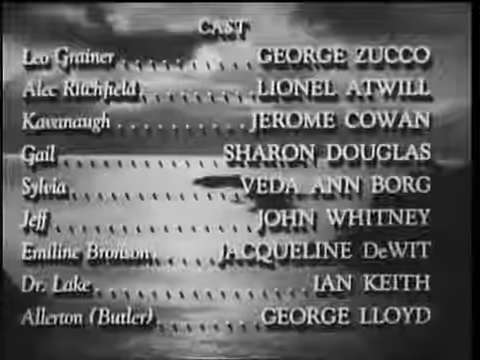 CAST
Leo Grainer . . . . . . . . . . . GEORGE ZUCCO
Alec Ritchfield . . . . . . . . . LIONEL ATWILL
Kavanaugh . . . . . . . . . . JEROME COWAN
Gail . . . . . . . . . . . . . SHARON DOUGLAS
Sylvia . . . . . . . . . . . . . VEDA ANN BORG
Jeff . . . . . . . . . . . . . . . JOHN WHITNEY
Emiline Bronson . . . . . . JACQUELINE DeWIT
Dr. Lake . . . . . . . . . . . . . . . . IAN KEITH
Allerton (Butler) . . . . . . . . GEORGE LLOYD